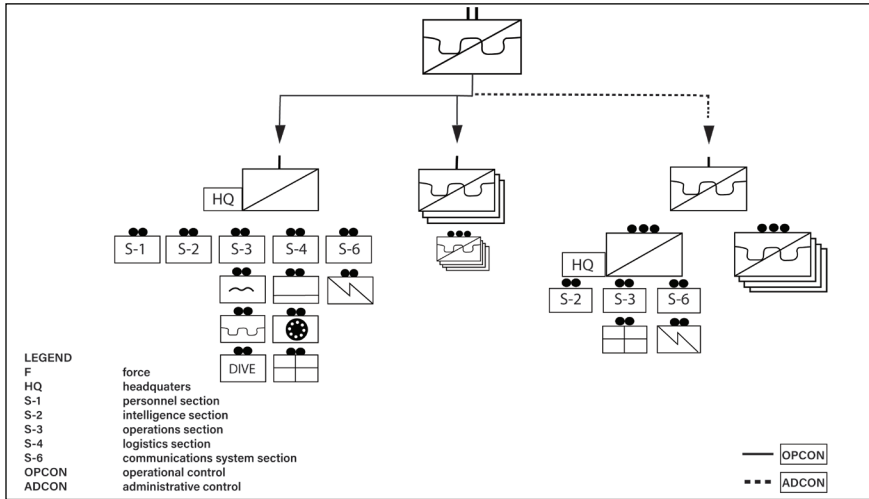 HQ
S-1 S-2 S-3 S-4 S-6
HQ
S-2 S-3 S-6
DIVE
LEGEND
F force
HQ headquaters
S-1 personnel section
S-2 intelligence section
S-3 operations section
S-4 logistics section
S-6 communications system section
OPCON operational control
ADCON administrative control
OPCON
ADCON